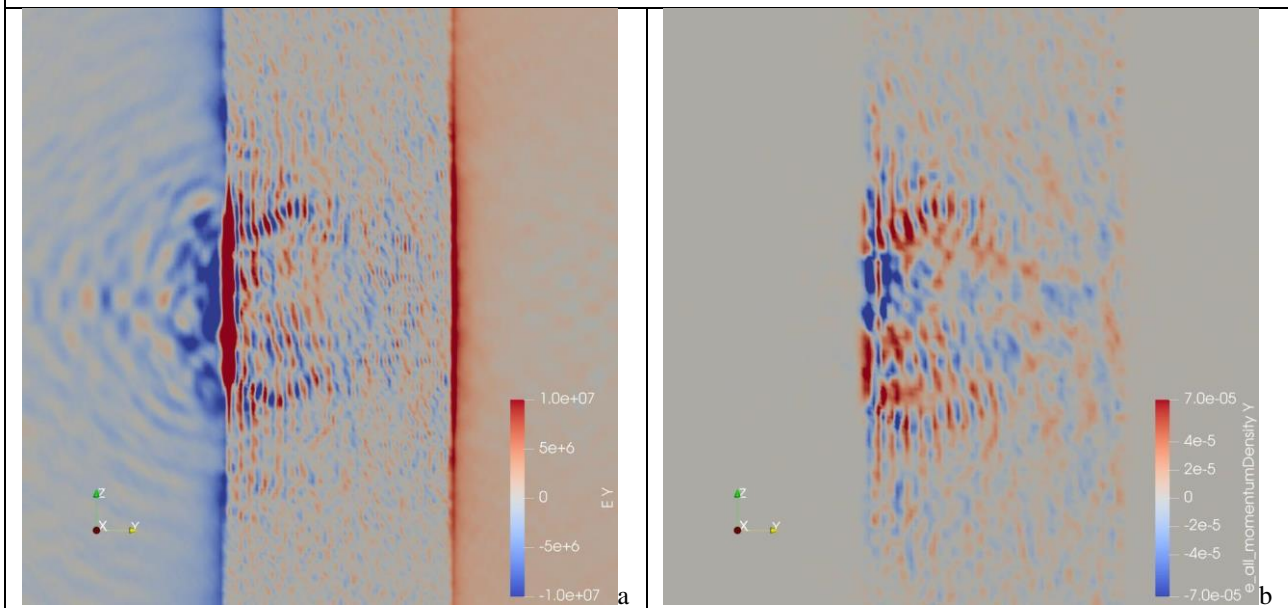 1.0e+07
5e+6
0
-5e+6
-1.0e+07
E Y
Z
X Y
a
7.0e-05
4e-5
2e-5
0
-2e-5
-4e-5
-7.0e-05
e_all_momentumDensity Y
Z
X Y
b